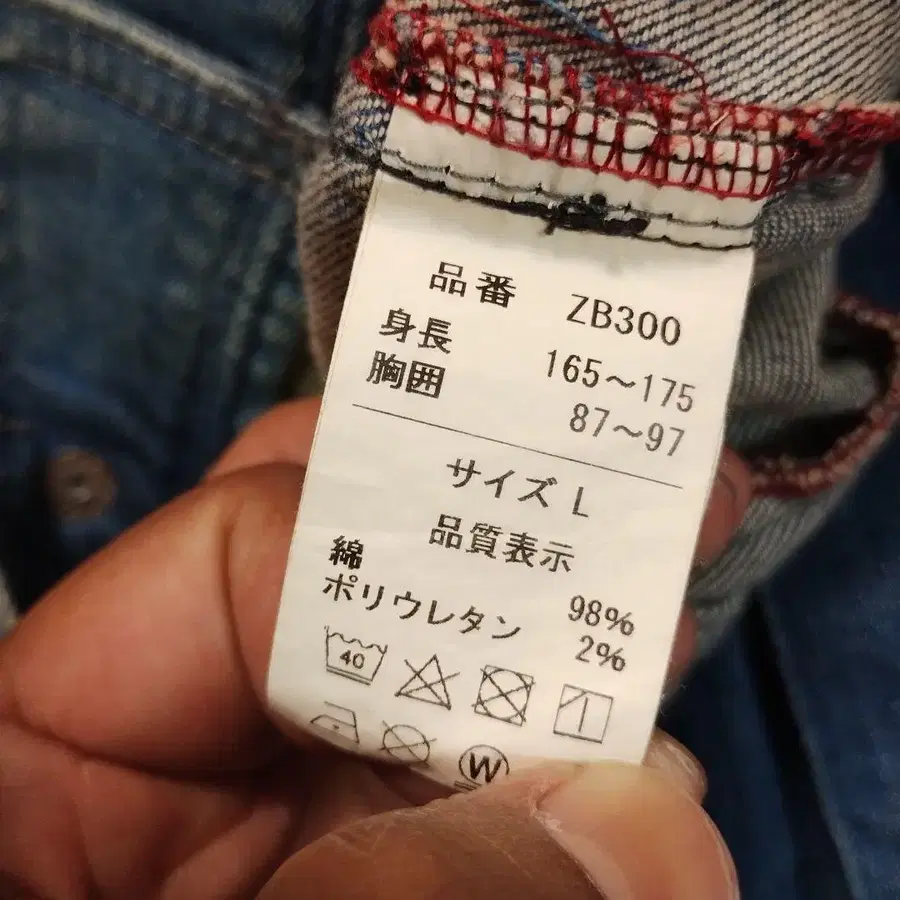 品番 ZB300
身長 165～175
胸囲 87～97
サイズ L
品質表示
綿 98%
ポリウレタン 2%
40
W